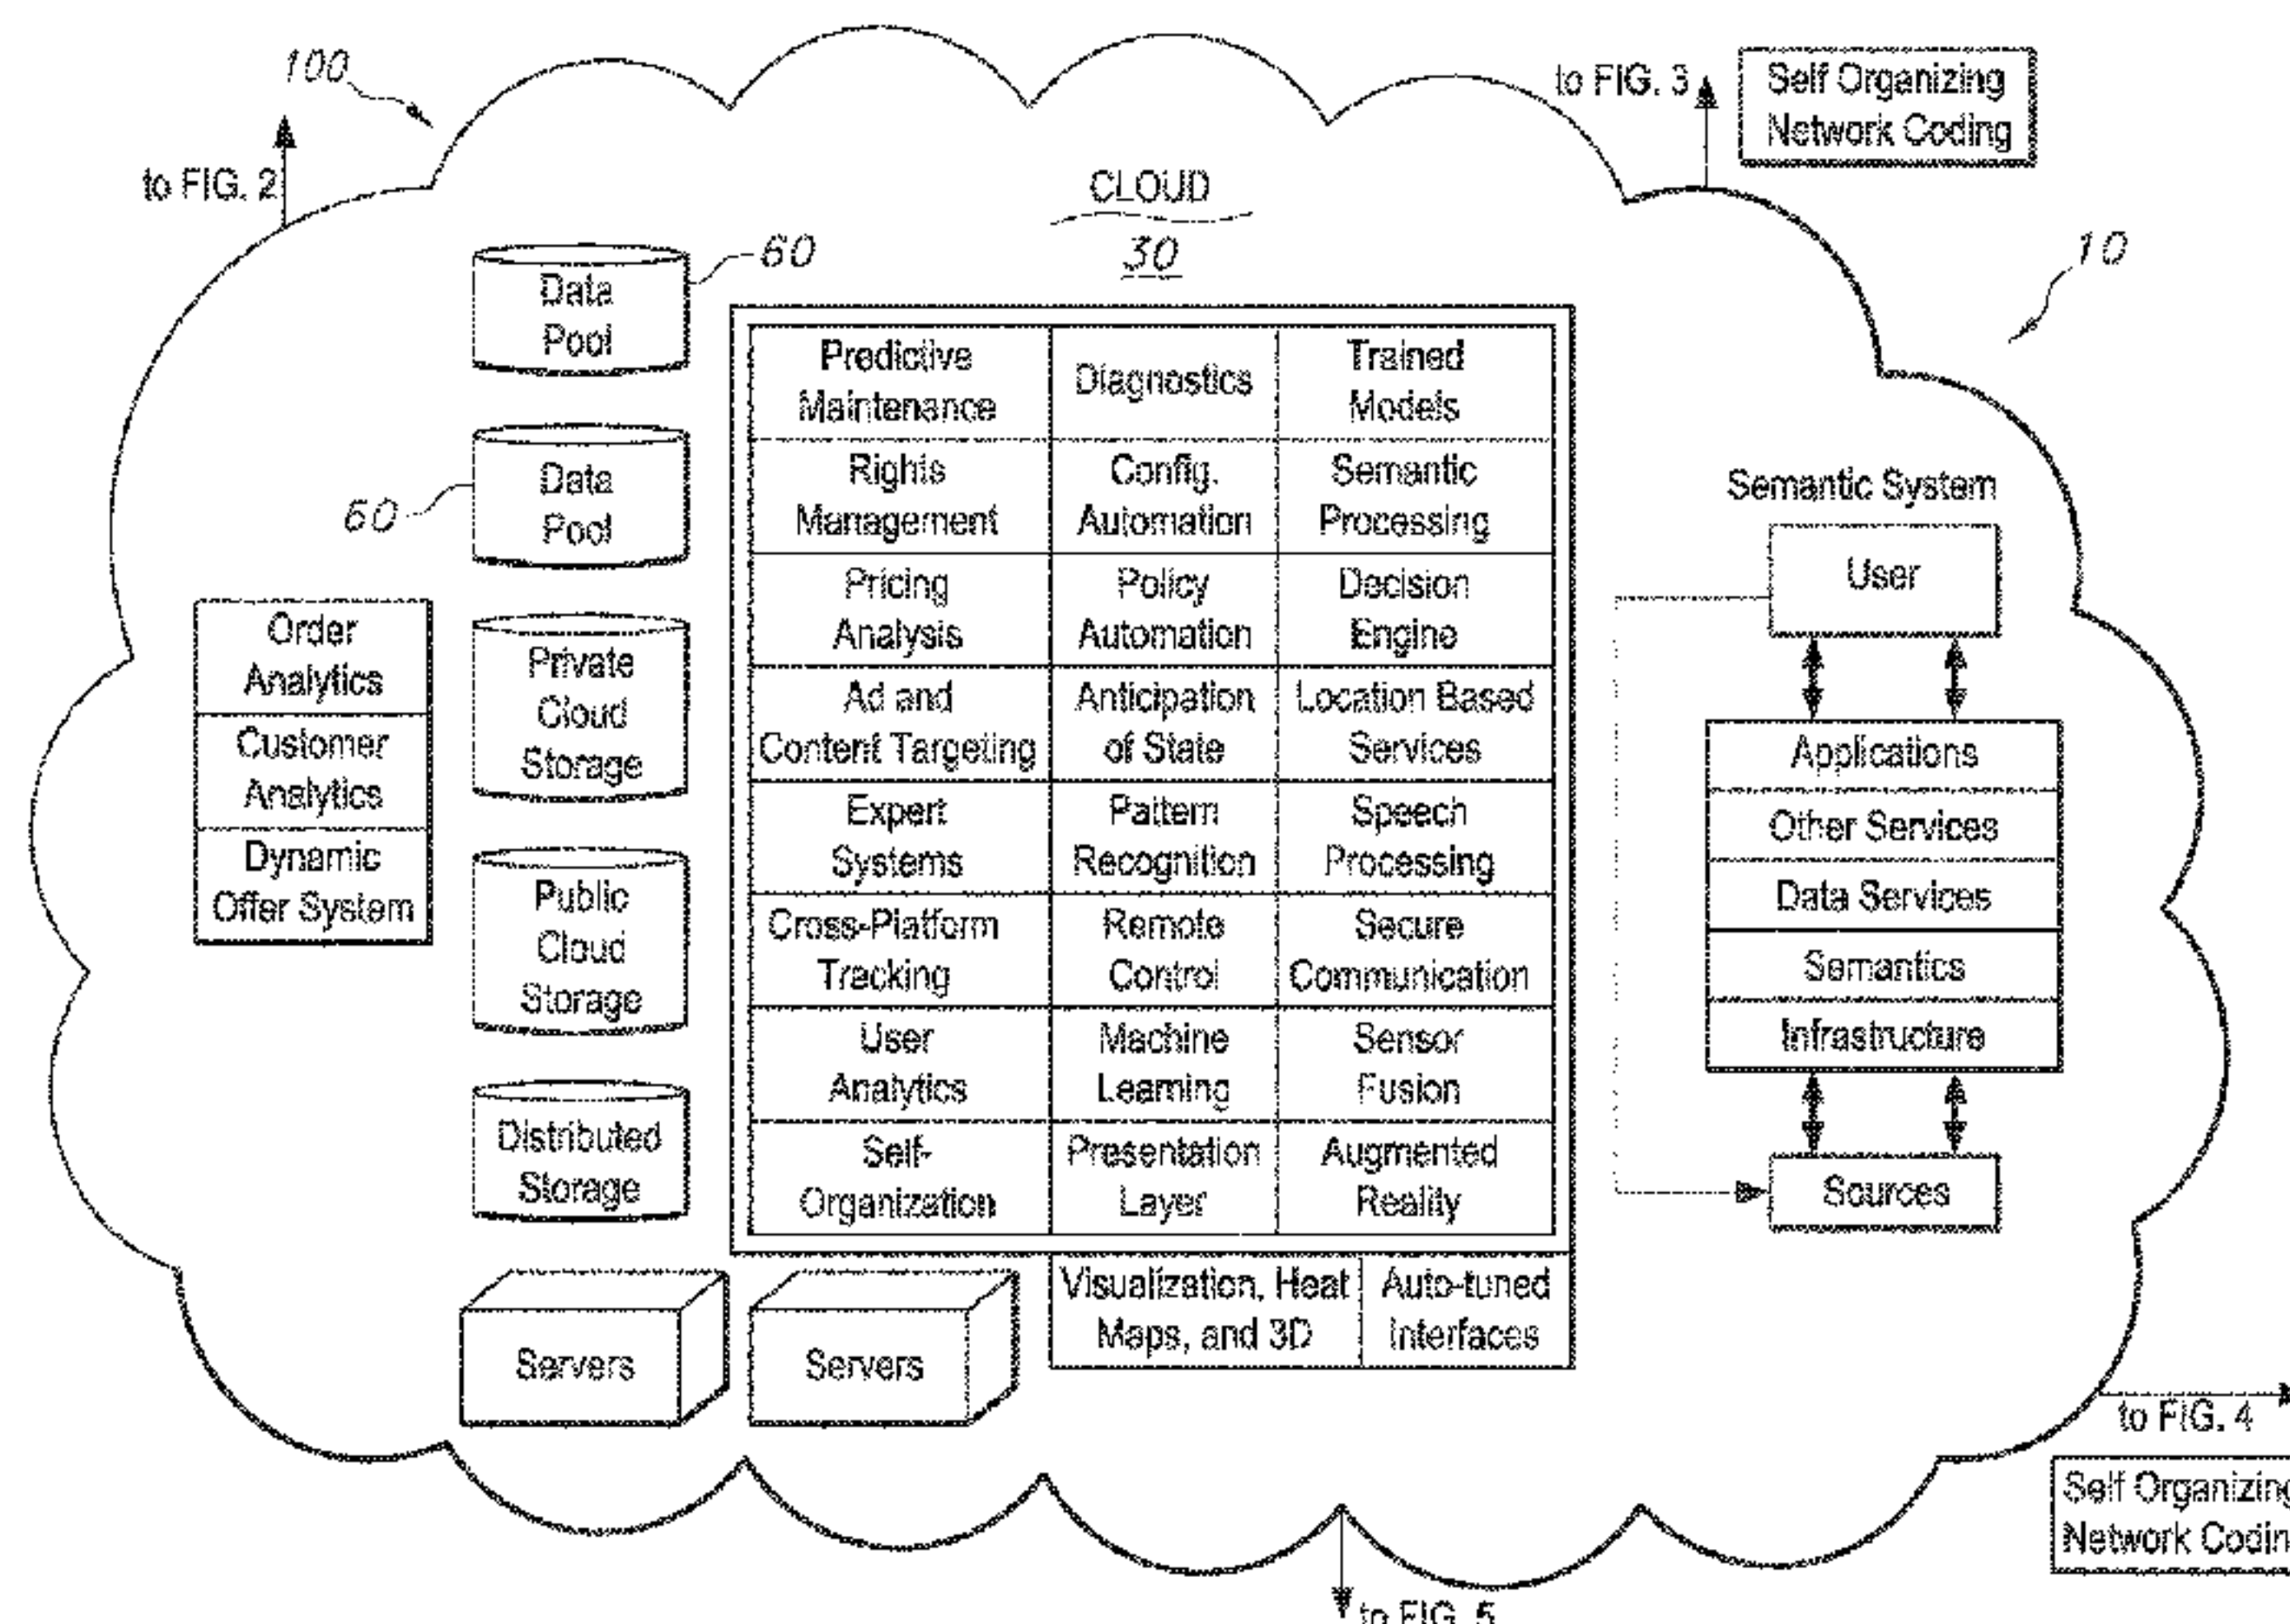 100
to FIG. 2
to FIG. 3
Self Organizing
Network Coding
CLOUD
30
10
60
Data
Pool
60
Data
Pool
Private
Cloud
Storage
Public
Cloud
Storage
Distributed
Storage
Order
Analytics
Customer
Analytics
Dynamic
Offer System
Predictive
Maintenance
Diagnostics
Trained
Models
Rights
Management
Config.
Automation
Semantic
Processing
Pricing
Analysis
Policy
Automation
Decision
Engine
Ad and
Content Targeting
Anticipation
of State
Location Based
Services
Expert
Systems
Pattern
Recognition
Speech
Processing
Cross-Platform
Tracking
Remote
Control
Secure
Communication
User
Analytics
Machine
Learning
Sensor
Fusion
Self-
Organization
Presentation
Layer
Augmented
Reality
Visualization, Heat
Maps, and 3D
Auto-tuned
Interfaces
Servers
Servers
Semantic System
User
Applications
Other Services
Data Services
Semantics
Infrastructure
Sources
to FIG. 4
Self Organizing
Network Codin
to FIG. 5